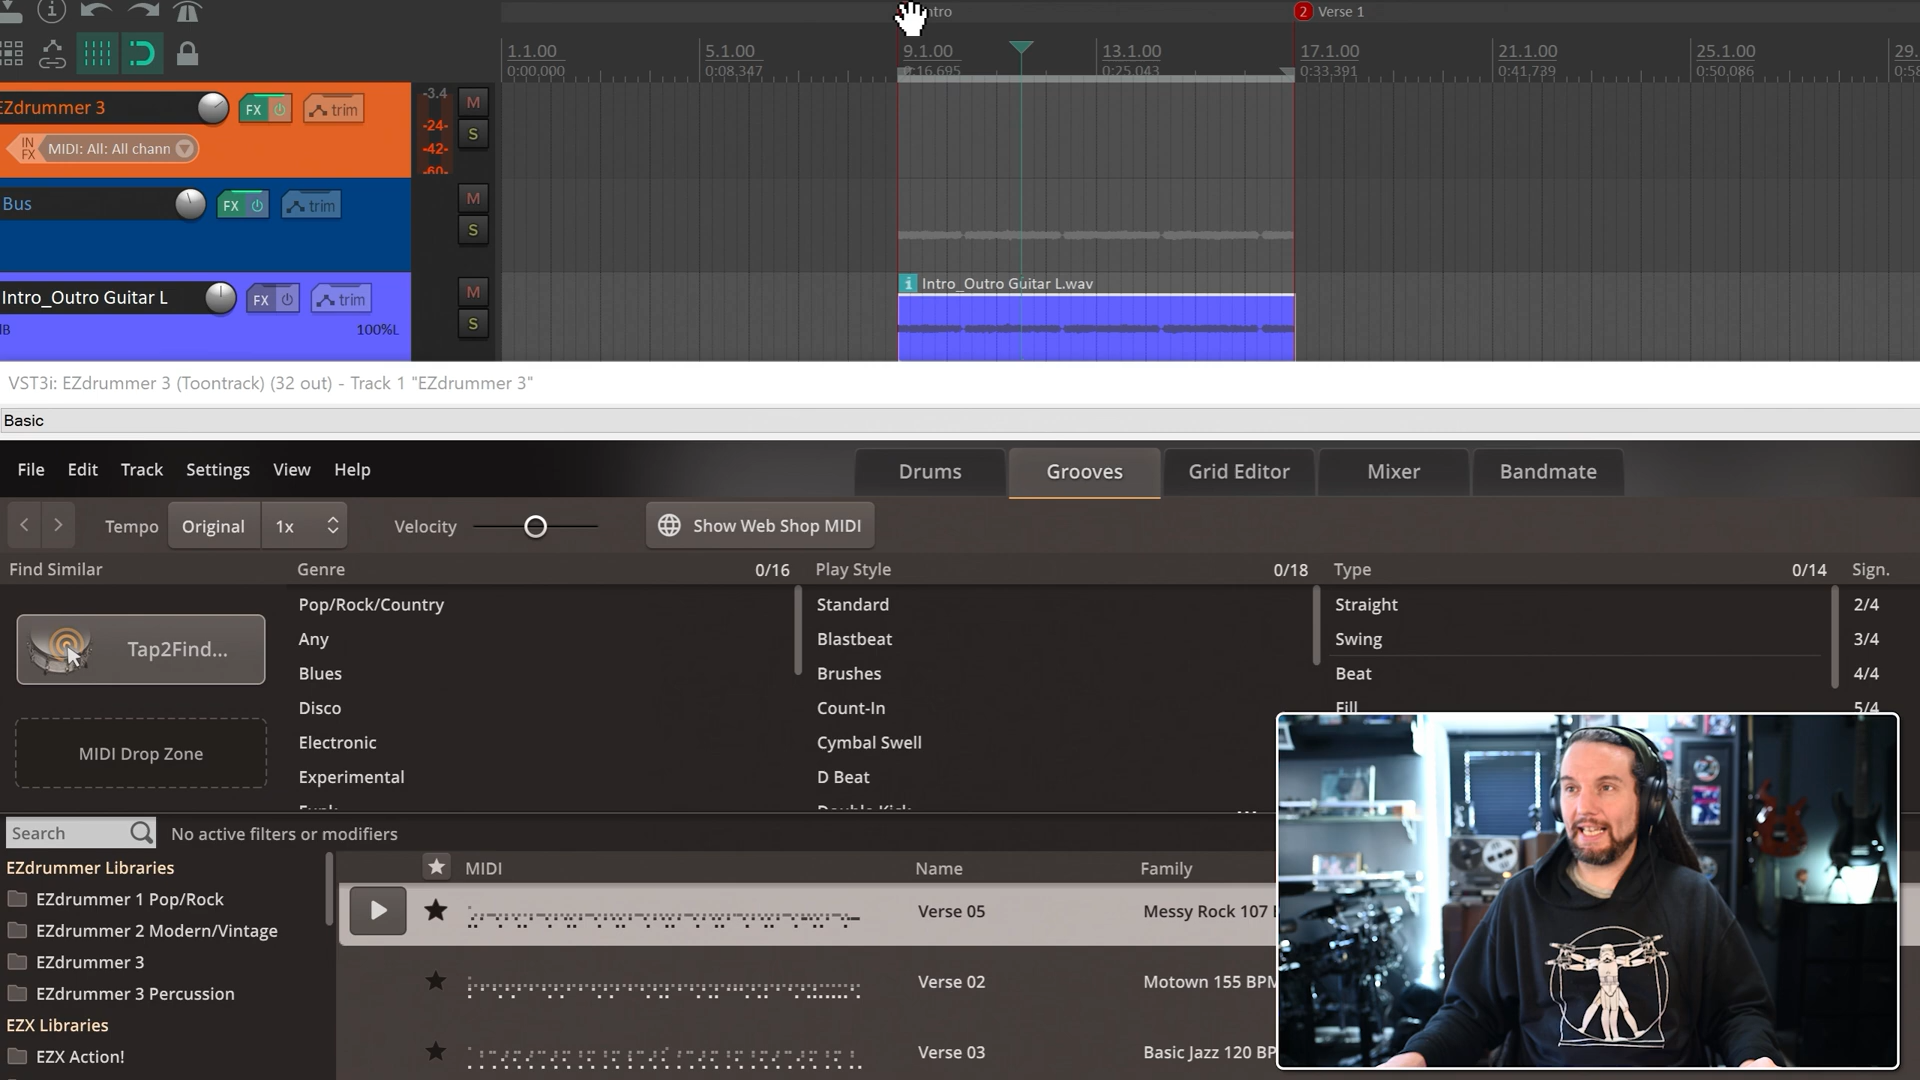 ntro
2 Verse 1
1.1.00 5.1.00 9.1.00 13.1.00 17.1.00 21.1.00 25.1.00 29.
0:00.000 0:08.347 0:16.695 0:25.043 0:33.391 0:41.739 0:50.086 0:58
EZdrummer 3 FX trim -3.4 M
-24-
S
IN FX MIDI: All: All chann -42-
-60-
Bus FX trim M
S
Intro_Outro Guitar L.wav
Intro_Outro Guitar L FX trim M
S
IB 100%L
VST3i: EZdrummer 3 (Toontrack) (32 out) - Track 1 "EZdrummer 3"
Basic
File Edit Track Settings View Help Drums Grooves Grid Editor Mixer Bandmate
Tempo Original 1x Velocity Show Web Shop MIDI
Find Similar Genre 0/16 Play Style 0/18 Type 0/14 Sign.
Pop/Rock/Country Standard Straight 2/4
Tap2Find... Any Blastbeat Swing 3/4
Blues Brushes Beat 4/4
Disco Count-In Fill 5/4
MIDI Drop Zone Electronic Cymbal Swell
Experimental D Beat
Funk Double Kick
Search No active filters or modifiers
EZdrummer Libraries MIDI Name Family
EZdrummer 1 Pop/Rock Verse 05 Messy Rock 107
EZdrummer 2 Modern/Vintage
EZdrummer 3 Verse 02 Motown 155 BPM
EZdrummer 3 Percussion
EZX Libraries
EZX Action! Verse 03 Basic Jazz 120 BP